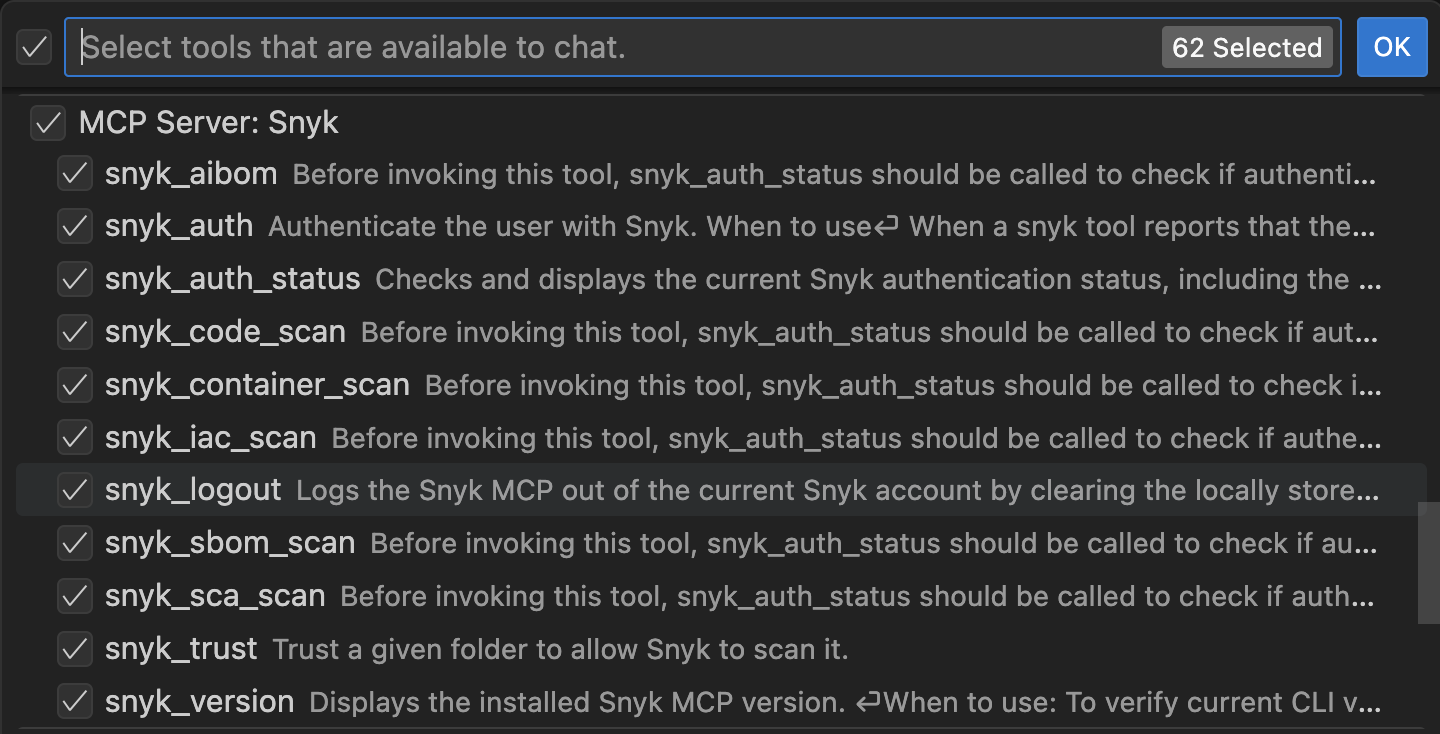 Select tools that are available to chat. 62 Selected OK
MCP Server: Snyk
snyk_aibom Before invoking this tool, snyk_auth_status should be called to check if authenti...
snyk_auth Authenticate the user with Snyk. When to use⏎ When a snyk tool reports that the...
snyk_auth_status Checks and displays the current Snyk authentication status, including the ...
snyk_code_scan Before invoking this tool, snyk_auth_status should be called to check if aut...
snyk_container_scan Before invoking this tool, snyk_auth_status should be called to check i...
snyk_iac_scan Before invoking this tool, snyk_auth_status should be called to check if authe...
snyk_logout Logs the Snyk MCP out of the current Snyk account by clearing the locally store...
snyk_sbom_scan Before invoking this tool, snyk_auth_status should be called to check if au...
snyk_sca_scan Before invoking this tool, snyk_auth_status should be called to check if auth...
snyk_trust Trust a given folder to allow Snyk to scan it.
snyk_version Displays the installed Snyk MCP version. ⏎When to use: To verify current CLI v...